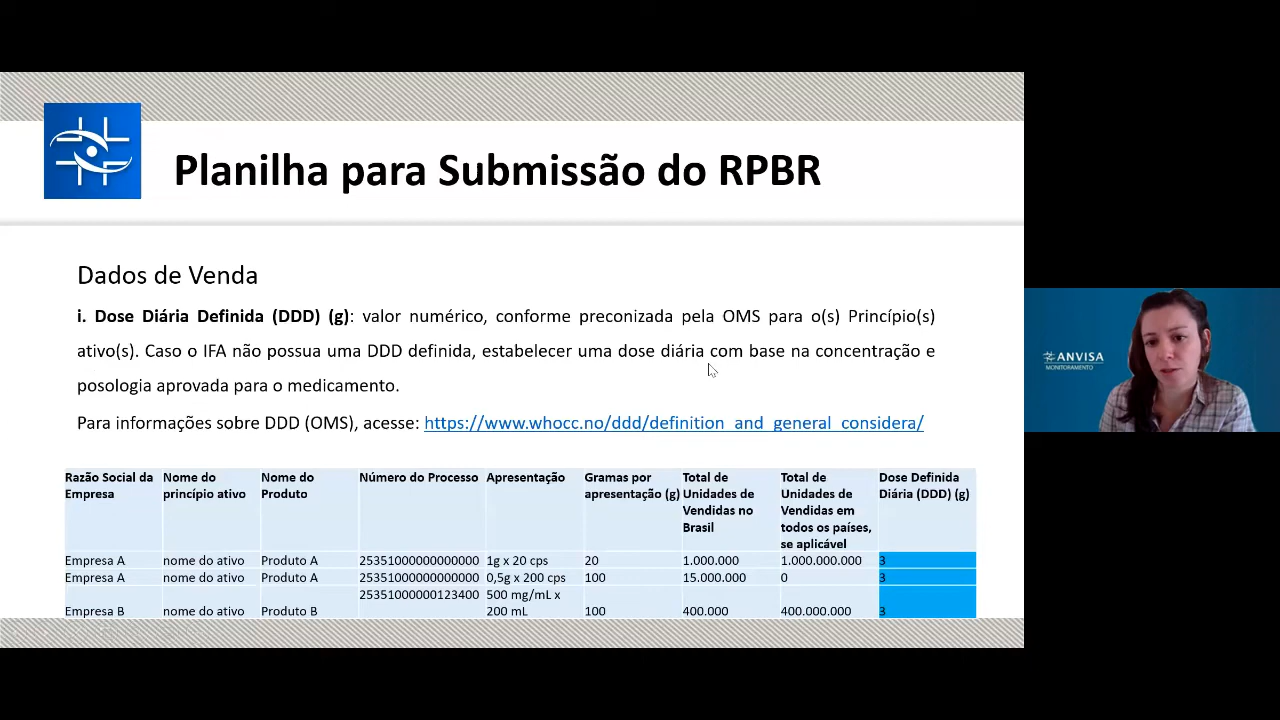 Planilha para Submissão do RPBR
Dados de Venda
i. Dose Diária Definida (DDD) (g): valor numérico, conforme preconizada pela OMS para o(s) Princípio(s)
ativo(s). Caso o IFA não possua uma DDD definida, estabelecer uma dose diária com base na concentração e
posologia aprovada para o medicamento.
Para informações sobre DDD (OMS), acesse: https://www.whocc.no/ddd/definition_and_general_considera/
Razão Social da Empresa Nome do princípio ativo Nome do Produto Número do Processo Apresentação Gramas por apresentação (g) Total de Unidades de Vendidas no Brasil Total de Unidades de Vendidas em todos os países, se aplicável Dose Definida Diária (DDD) (g)
Empresa A nome do ativo Produto A 25351000000000000 1g x 20 cps 20 1.000.000 1.000.000.000 3
Empresa A nome do ativo Produto A 25351000000000000 0,5g x 200 cps 100 15.000.000 0 3
Empresa B nome do ativo Produto B 25351000000123400 500 mg/mL x 200 mL 100 400.000 400.000.000 3
ANVISA
MONITORAMENTO